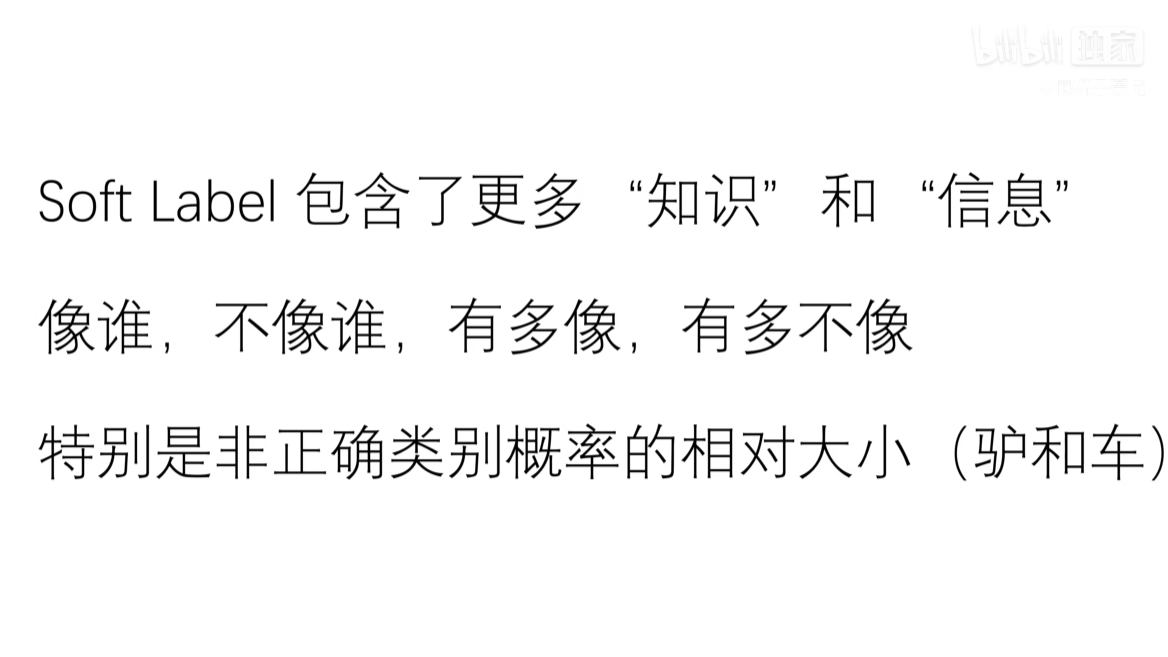 bilibili 独家
Soft Label 包含了更多 “知识” 和 “信息”
像谁，不像谁，有多像，有多不像
特别是非正确类别概率的相对大小（驴和车）